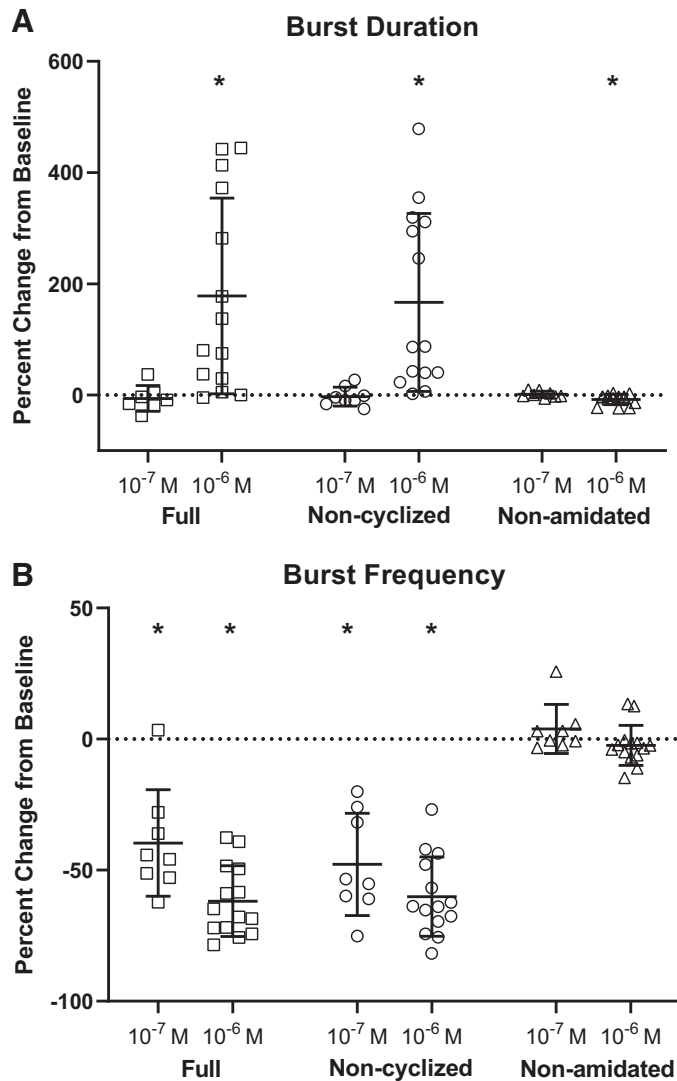 A
Burst Duration
Percent Change from Baseline
600
400
200
0
* * *
10⁻⁷ M 10⁻⁶ M 10⁻⁷ M 10⁻⁶ M 10⁻⁷ M 10⁻⁶ M
Full Non-cyclized Non-amidated
B
Burst Frequency
Percent Change from Baseline
50
0
-50
-100
* * * *
10⁻⁷ M 10⁻⁶ M 10⁻⁷ M 10⁻⁶ M 10⁻⁷ M 10⁻⁶ M
Full Non-cyclized Non-amidated